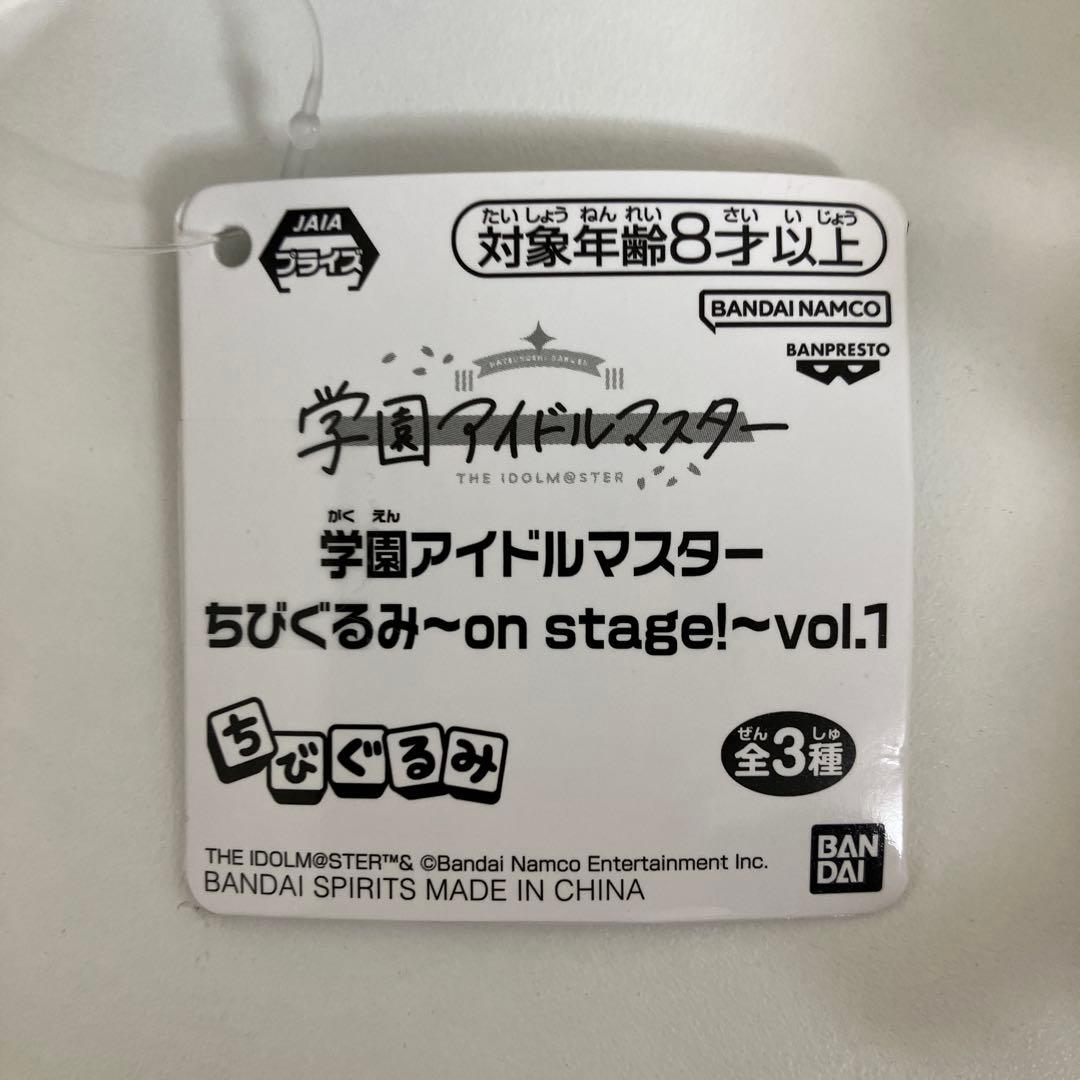 JAIA
プライズ
たいしょうねんれい さい いじょう
対象年齢8才以上
BANDAI NAMCO
BANPRESTO
HATSUBOSHI GAKUEN
学園アイドルマスター
THE IDOLM@STER
がくえん
学園アイドルマスター
ちびぐるみ～on stage!～vol.1
ちびぐるみ
ぜん しゅ
全3種
THE IDOLM@STER™& ©Bandai Namco Entertainment Inc.
BANDAI SPIRITS MADE IN CHINA
BAN
DAI